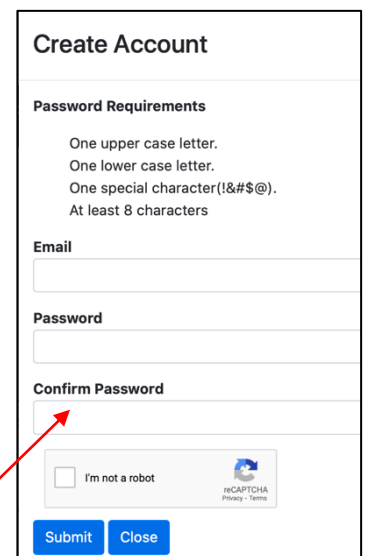 Create Account
Password Requirements
One upper case letter.
One lower case letter.
One special character(!&#$@).
At least 8 characters
Email
Password
Confirm Password
I'm not a robot
reCAPTCHA
Privacy - Terms
Submit Close